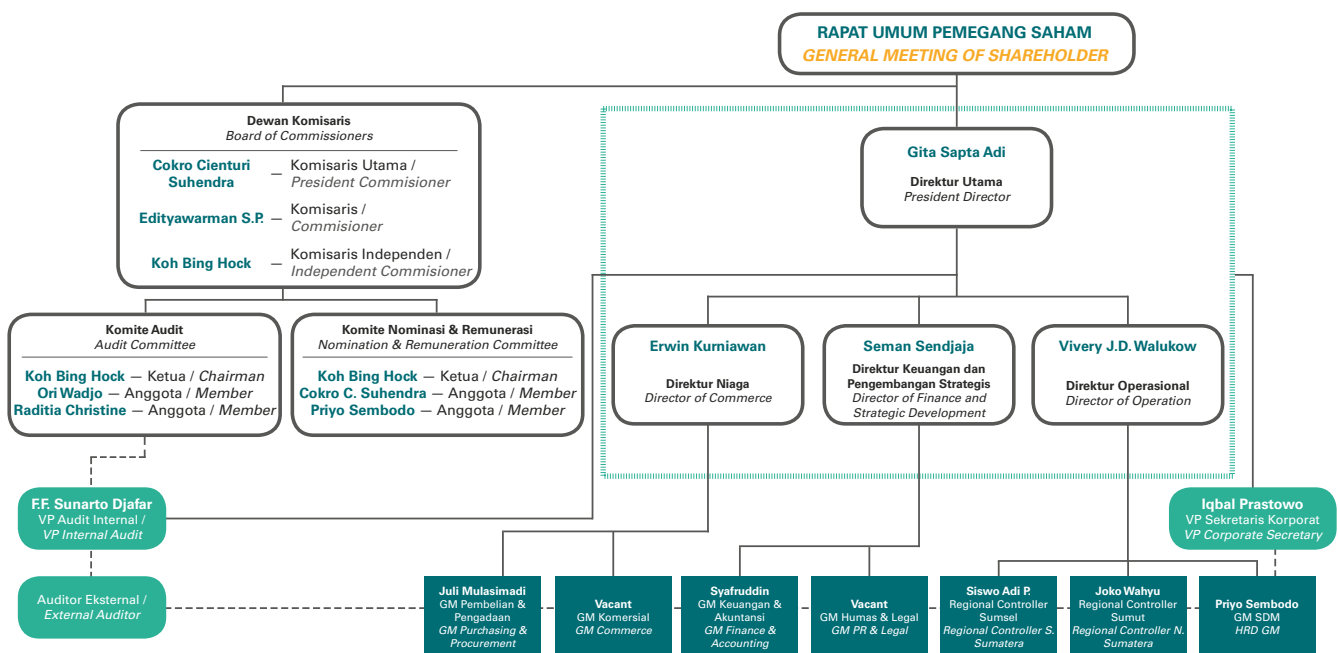 RAPAT UMUM PEMEGANG SAHAM
GENERAL MEETING OF SHAREHOLDER
Dewan Komisaris
Board of Commissioners
Cokro Cienturi
Suhendra
— Komisaris Utama /
President Commisioner
Edityawarman S.P. — Komisaris /
Commisioner
Koh Bing Hock — Komisaris Independen /
Independent Commisioner
Gita Sapta Adi
Direktur Utama
President Director
Komite Audit
Audit Committee
Koh Bing Hock — Ketua / Chairman
Ori Wadjo — Anggota / Member
Raditia Christine — Anggota / Member
Komite Nominasi & Remunerasi
Nomination & Remuneration Committee
Koh Bing Hock — Ketua / Chairman
Cokro C. Suhendra — Anggota / Member
Priyo Sembodo — Anggota / Member
Erwin Kurniawan
Direktur Niaga
Director of Commerce
Seman Sendjaja
Direktur Keuangan dan
Pengembangan Strategis
Director of Finance and
Strategic Development
Vivery J.D. Walukow
Direktur Operasional
Director of Operation
F.F. Sunarto Djafar
VP Audit Internal /
VP Internal Audit
Iqbal Prastowo
VP Sekretaris Korporat
VP Corporate Secretary
Auditor Eksternal /
External Auditor
Juli Mulasimadi
GM Pembelian &
Pengadaan
GM Purchasing &
Procurement
Vacant
GM Komersial
GM Commerce
Syafruddin
GM Keuangan &
Akuntansi
GM Finance &
Accounting
Vacant
GM Humas & Legal
GM PR & Legal
Siswo Adi P.
Regional Controller
Sumsel
Regional Controller S.
Sumatera
Joko Wahyu
Regional Controller
Sumut
Regional Controller N.
Sumatera
Priyo Sembodo
GM SDM
HRD GM